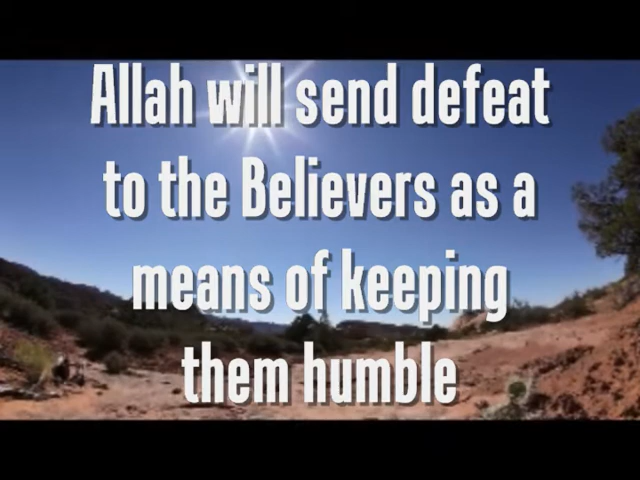 Allah will send defeat
to the Believers as a
means of keeping
them humble